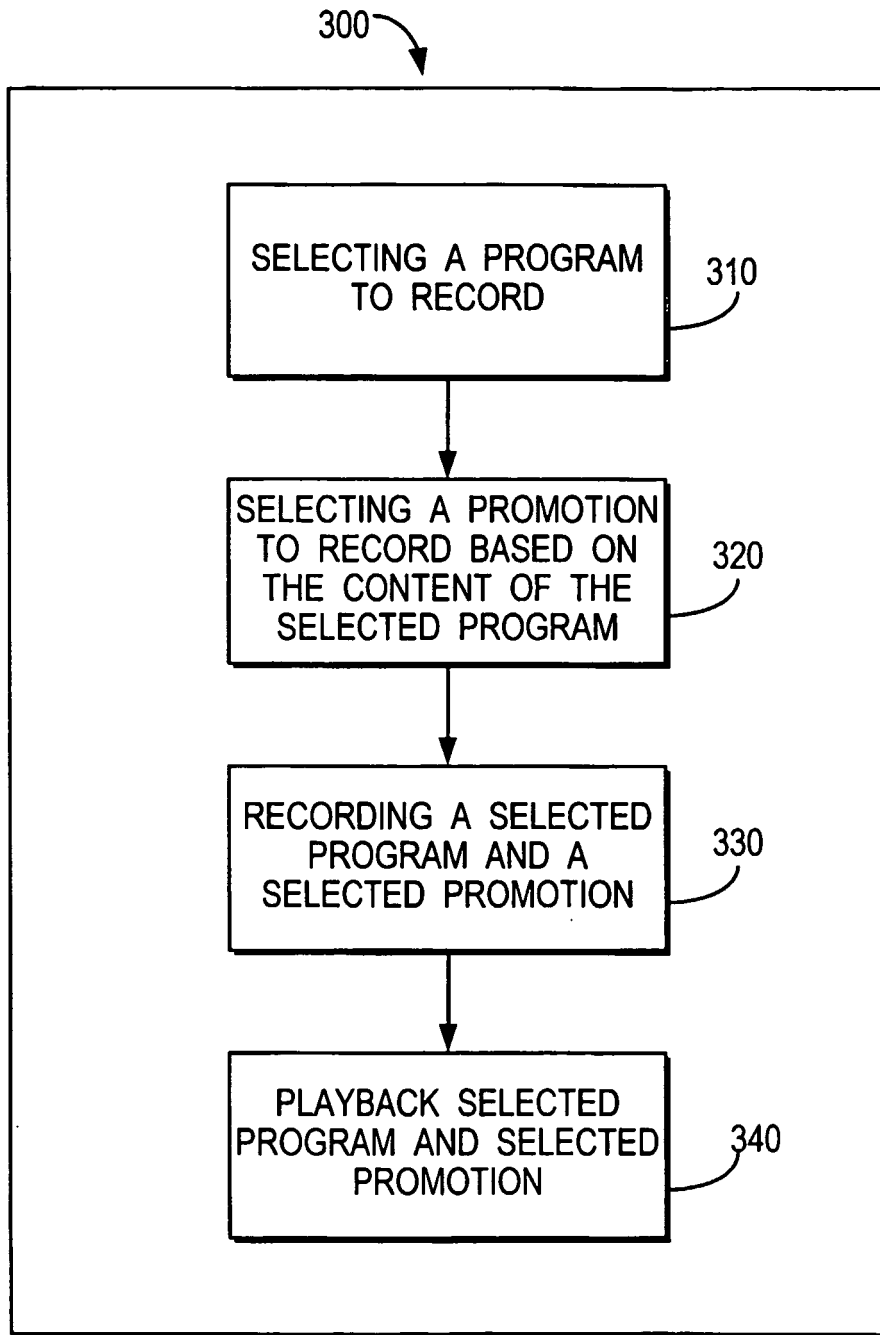 300
SELECTING A PROGRAM
TO RECORD
310
SELECTING A PROMOTION
TO RECORD BASED ON
THE CONTENT OF THE
SELECTED PROGRAM
320
RECORDING A SELECTED
PROGRAM AND A
SELECTED PROMOTION
330
PLAYBACK SELECTED
PROGRAM AND SELECTED
PROMOTION
340